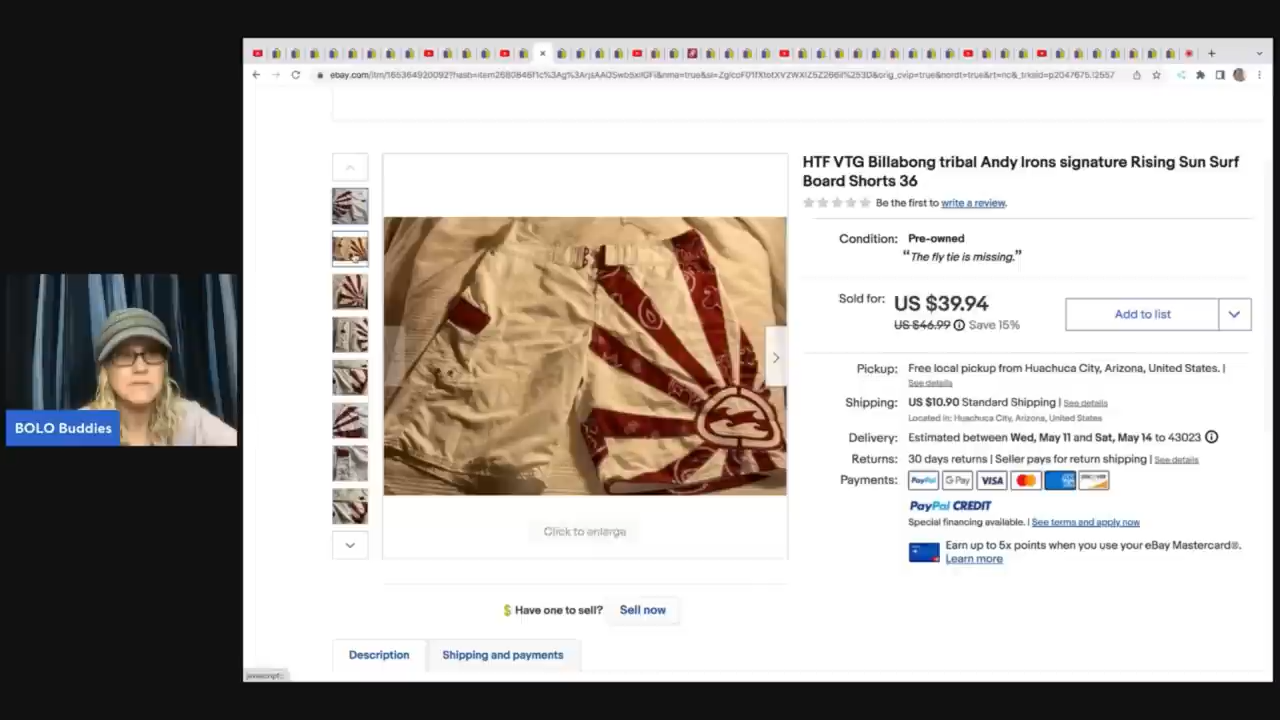 HTF VTG Billabong tribal Andy Irons signature Rising Sun Surf
Board Shorts 36
Be the first to write a review.
Condition: Pre-owned
“The fly tie is missing.”
Sold for: US $39.94
US $46.99 Save 15%
Add to list
Pickup: Free local pickup from Huachuca City, Arizona, United States. |
See details
Shipping: US $10.90 Standard Shipping | See details
Located in: Huachuca City, Arizona, United States
Delivery: Estimated between Wed, May 11 and Sat, May 14 to 43023
Returns: 30 days returns | Seller pays for return shipping | See details
Payments: PayPal G Pay VISA
PayPal CREDIT
Special financing available. | See terms and apply now
Earn up to 5x points when you use your eBay Mastercard®.
Learn more
Click to enlarge
BOLO Buddies
$ Have one to sell? Sell now
Description Shipping and payments